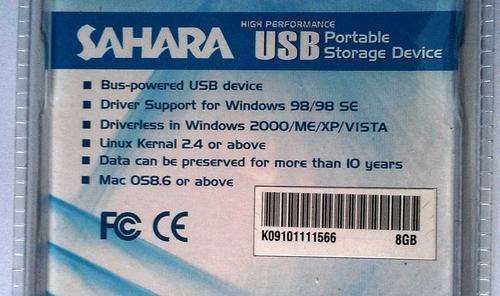 SAHARA HIGH PERFORMANCE USB Portable Storage Device
Bus-powered USB device
Driver Support for Windows 98/98 SE
Driverless in Windows 2000/ME/XP/VISTA
Linux Kernal 2.4 or above
Data can be preserved for more than 10 years
Mac OS8.6 or above
FC CE
K09101111566 8GB